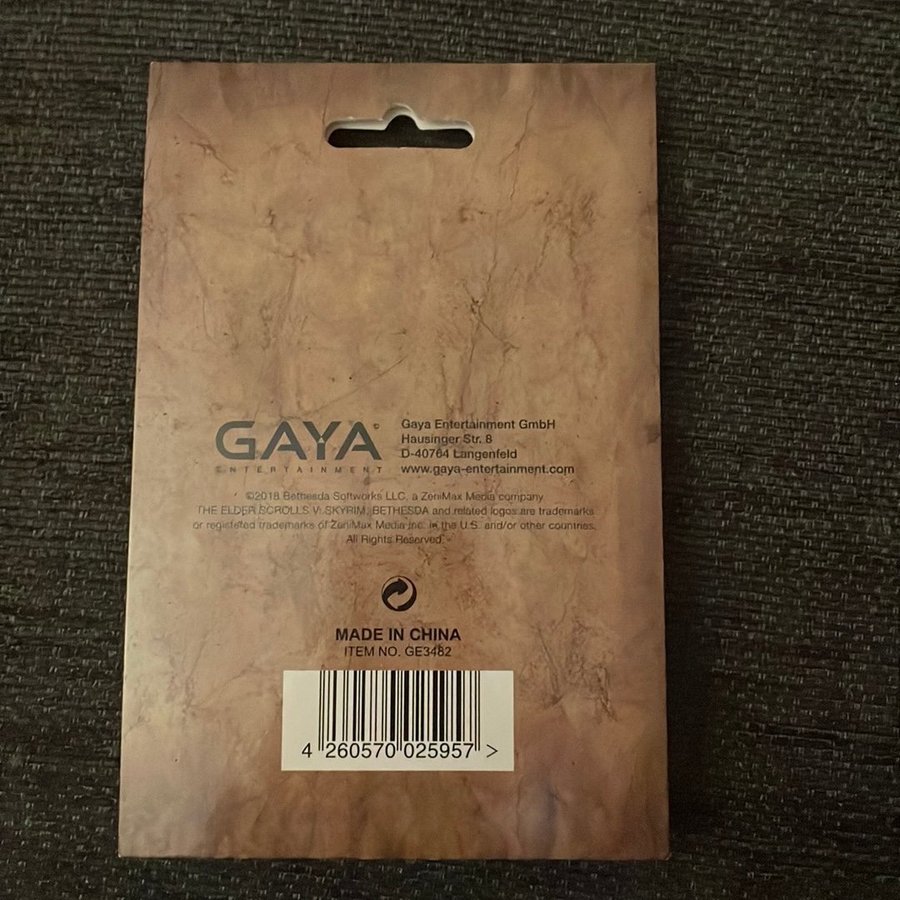 GAYA ©
ENTERTAINMENT
Gaya Entertainment GmbH
Hausinger Str. 8
D-40764 Langenfeld
www.gaya-entertainment.com
©2018 Bethesda Softworks LLC, a ZeniMax Media company.
THE ELDER SCROLLS V: SKYRIM, BETHESDA and related logos are trademarks
or registered trademarks of ZeniMax Media Inc. in the U.S. and/or other countries.
All Rights Reserved.
MADE IN CHINA
ITEM NO. GE3482
4 260570 025957 >